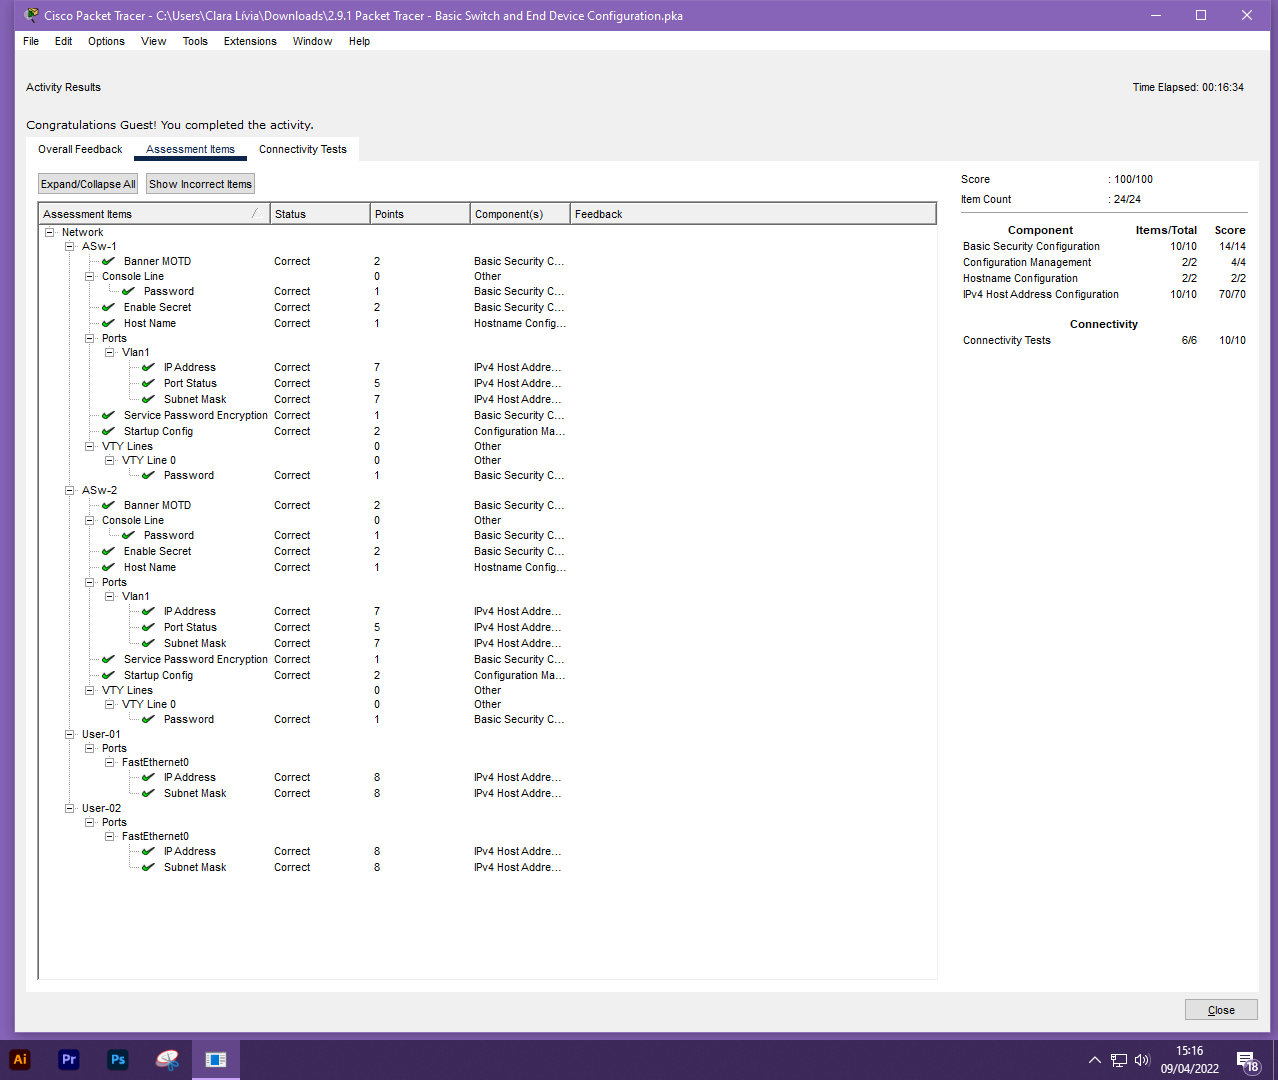 Cisco Packet Tracer - C:\Users\Clara Lívia\Downloads\2.9.1 Packet Tracer - Basic Switch and End Device Configuration.pka
File Edit Options View Tools Extensions Window Help
Activity Results Time Elapsed: 00:16:34
Congratulations Guest! You completed the activity.
Overall Feedback Assessment Items Connectivity Tests
Expand/Collapse All Show Incorrect Items
Assessment Items Status Points Component(s) Feedback
Network
ASw-1
Banner MOTD Correct 2 Basic Security C...
Console Line 0 Other
Password Correct 1 Basic Security C...
Enable Secret Correct 2 Basic Security C...
Host Name Correct 1 Hostname Config...
Ports
Vlan1
IP Address Correct 7 IPv4 Host Addre...
Port Status Correct 5 IPv4 Host Addre...
Subnet Mask Correct 7 IPv4 Host Addre...
Service Password Encryption Correct 1 Basic Security C...
Startup Config Correct 2 Configuration Ma...
VTY Lines 0 Other
VTY Line 0 0 Other
Password Correct 1 Basic Security C...
ASw-2
Banner MOTD Correct 2 Basic Security C...
Console Line 0 Other
Password Correct 1 Basic Security C...
Enable Secret Correct 2 Basic Security C...
Host Name Correct 1 Hostname Config...
Ports
Vlan1
IP Address Correct 7 IPv4 Host Addre...
Port Status Correct 5 IPv4 Host Addre...
Subnet Mask Correct 7 IPv4 Host Addre...
Service Password Encryption Correct 1 Basic Security C...
Startup Config Correct 2 Configuration Ma...
VTY Lines 0 Other
VTY Line 0 0 Other
Password Correct 1 Basic Security C...
User-01
Ports
FastEthernet0
IP Address Correct 8 IPv4 Host Addre...
Subnet Mask Correct 8 IPv4 Host Addre...
User-02
Ports
FastEthernet0
IP Address Correct 8 IPv4 Host Addre...
Subnet Mask Correct 8 IPv4 Host Addre...
Score : 100/100
Item Count : 24/24
Component Items/Total Score
Basic Security Configuration 10/10 14/14
Configuration Management 2/2 4/4
Hostname Configuration 2/2 2/2
IPv4 Host Address Configuration 10/10 70/70
Connectivity
Connectivity Tests 6/6 10/10
Close
Ai Pr Ps
15:16
09/04/2022
18